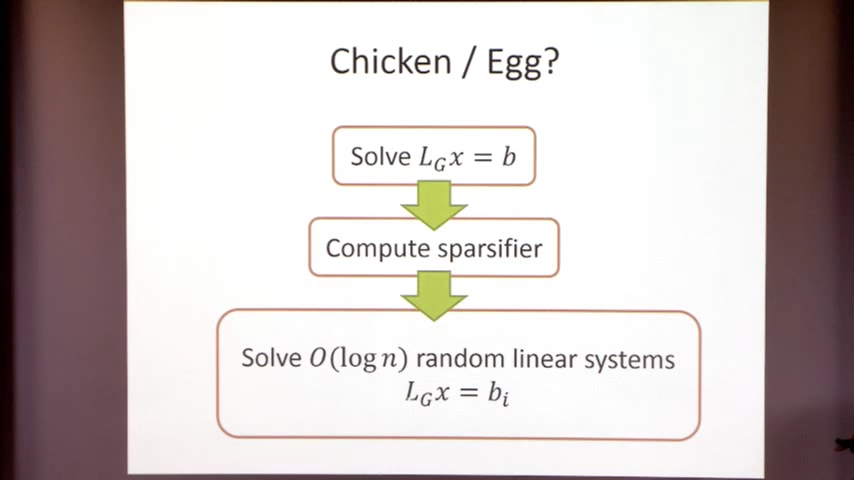 Chicken / Egg?
Solve $L_G x = b$
Compute sparsifier
Solve $O(\log n)$ random linear systems
$L_G x = b_i$